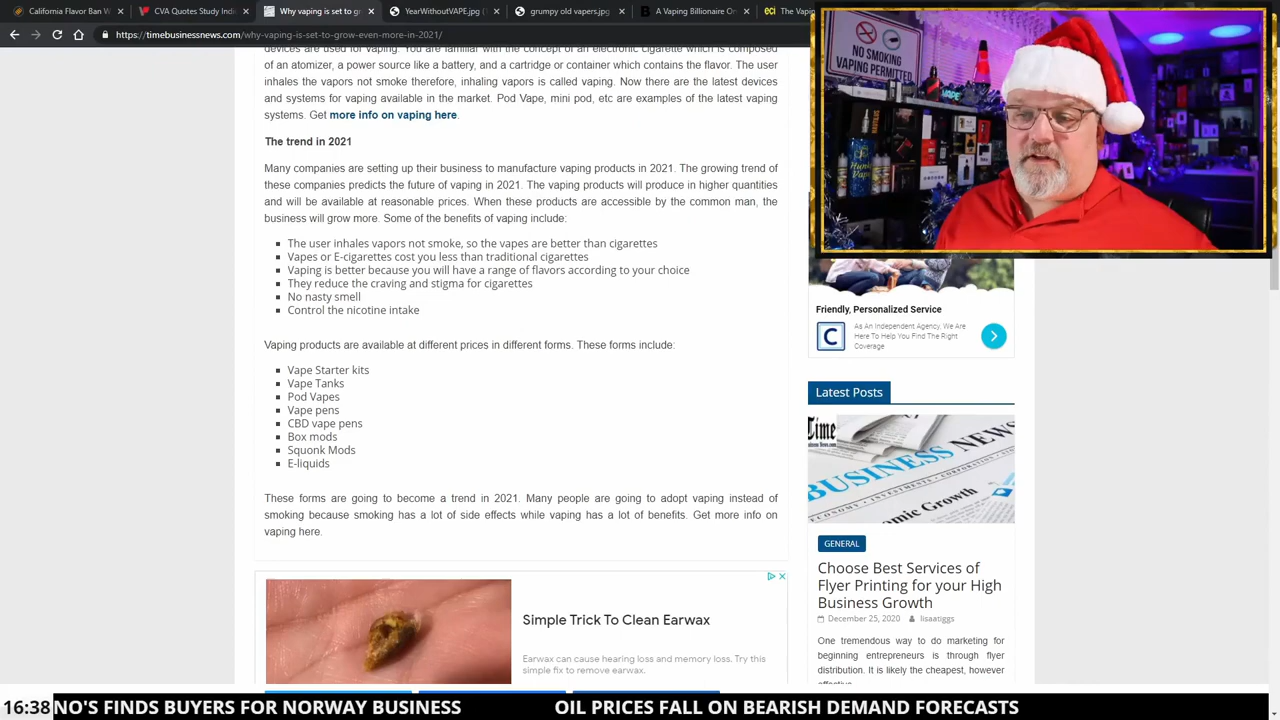 California Flavor Ban W
CVA Quotes Study Indi
Why vaping is set to gr
YearWithoutVAPE.jpg (
grumpy old vapers.jpg
A Vaping Billionaire On
The Vapi
https://timebusinessnews.com/why-vaping-is-set-to-grow-even-more-in-2021/
devices are used for vaping. You are familiar with the concept of an electronic cigarette which is composed
of an atomizer, a power source like a battery, and a cartridge or container which contains the flavor. The user
inhales the vapors not smoke therefore, inhaling vapors is called vaping. Now there are the latest devices
and systems for vaping available in the market. Pod Vape, mini pod, etc are examples of the latest vaping
systems. Get more info on vaping here.
The trend in 2021
Many companies are setting up their business to manufacture vaping products in 2021. The growing trend of
these companies predicts the future of vaping in 2021. The vaping products will produce in higher quantities
and will be available at reasonable prices. When these products are accessible by the common man, the
business will grow more. Some of the benefits of vaping include:
The user inhales vapors not smoke, so the vapes are better than cigarettes
Vapes or E-cigarettes cost you less than traditional cigarettes
Vaping is better because you will have a range of flavors according to your choice
They reduce the craving and stigma for cigarettes
No nasty smell
Control the nicotine intake
Vaping products are available at different prices in different forms. These forms include:
Vape Starter kits
Vape Tanks
Pod Vapes
Vape pens
CBD vape pens
Box mods
Squonk Mods
E-liquids
These forms are going to become a trend in 2021. Many people are going to adopt vaping instead of
smoking because smoking has a lot of side effects while vaping has a lot of benefits. Get more info on
vaping here.
Simple Trick To Clean Earwax
Earwax can cause hearing loss and memory loss. Try this
simple fix to remove earwax.
NO SMOKING
VAPING PERMITTED
VAPE
Friendly, Personalized Service
C
As An Independent Agency, We Are
Here To Help You Find The Right
Coverage
Latest Posts
Time
BUSINESS NEWS
ECONOMY • INVESTMENTS • CORPORATION
omic Growth
GENERAL
Choose Best Services of
Flyer Printing for your High
Business Growth
December 25, 2020 lisaatiggs
One tremendous way to do marketing for
beginning entrepreneurs is through flyer
distribution. It is likely the cheapest, however
16:38 NO'S FINDS BUYERS FOR NORWAY BUSINESS OIL PRICES FALL ON BEARISH DEMAND FORECASTS